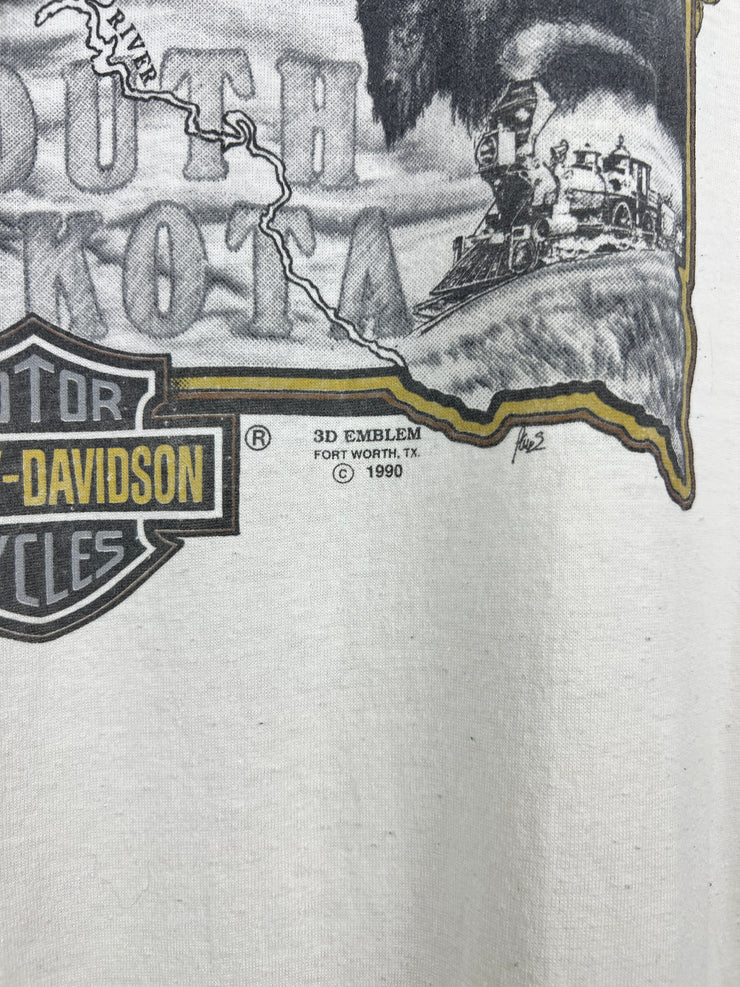 RIVER
OUTH
KOTA
OTOR
Y-DAVIDSON
®
YCLES
3D EMBLEM
FORT WORTH, TX.
© 1990